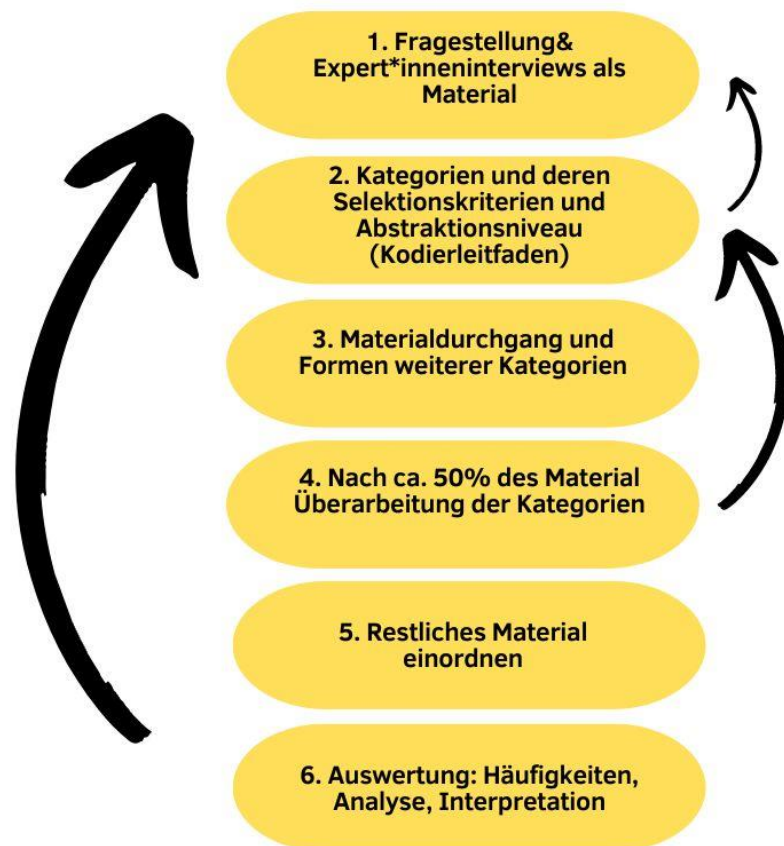 1. Fragestellung&
Expert*inneninterviews als
Material
2. Kategorien und deren
Selektionskriterien und
Abstraktionsniveau
(Kodierleitfaden)
3. Materialdurchgang und
Formen weiterer Kategorien
4. Nach ca. 50% des Material
Überarbeitung der Kategorien
5. Restliches Material
einordnen
6. Auswertung: Häufigkeiten,
Analyse, Interpretation